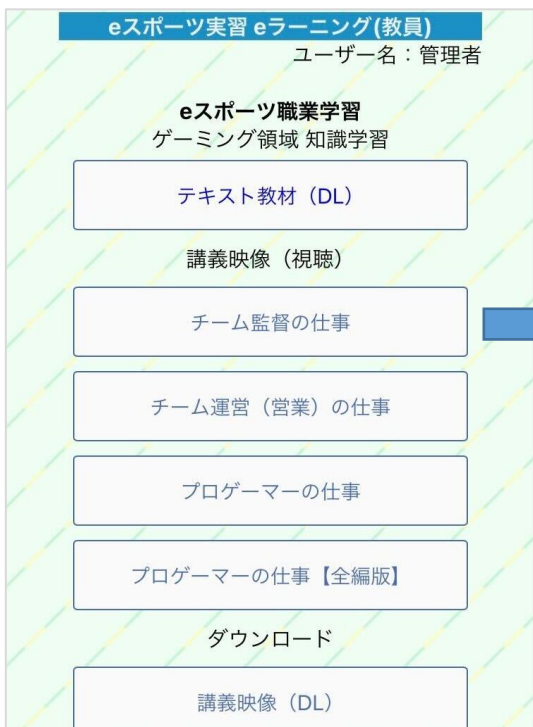 eスポーツ実習 eラーニング(教員)
ユーザー名：管理者
eスポーツ職業学習
ゲーミング領域 知識学習
テキスト教材（DL）
講義映像（視聴）
チーム監督の仕事
チーム運営（営業）の仕事
プロゲーマーの仕事
プロゲーマーの仕事【全編版】
ダウンロード
講義映像（DL）